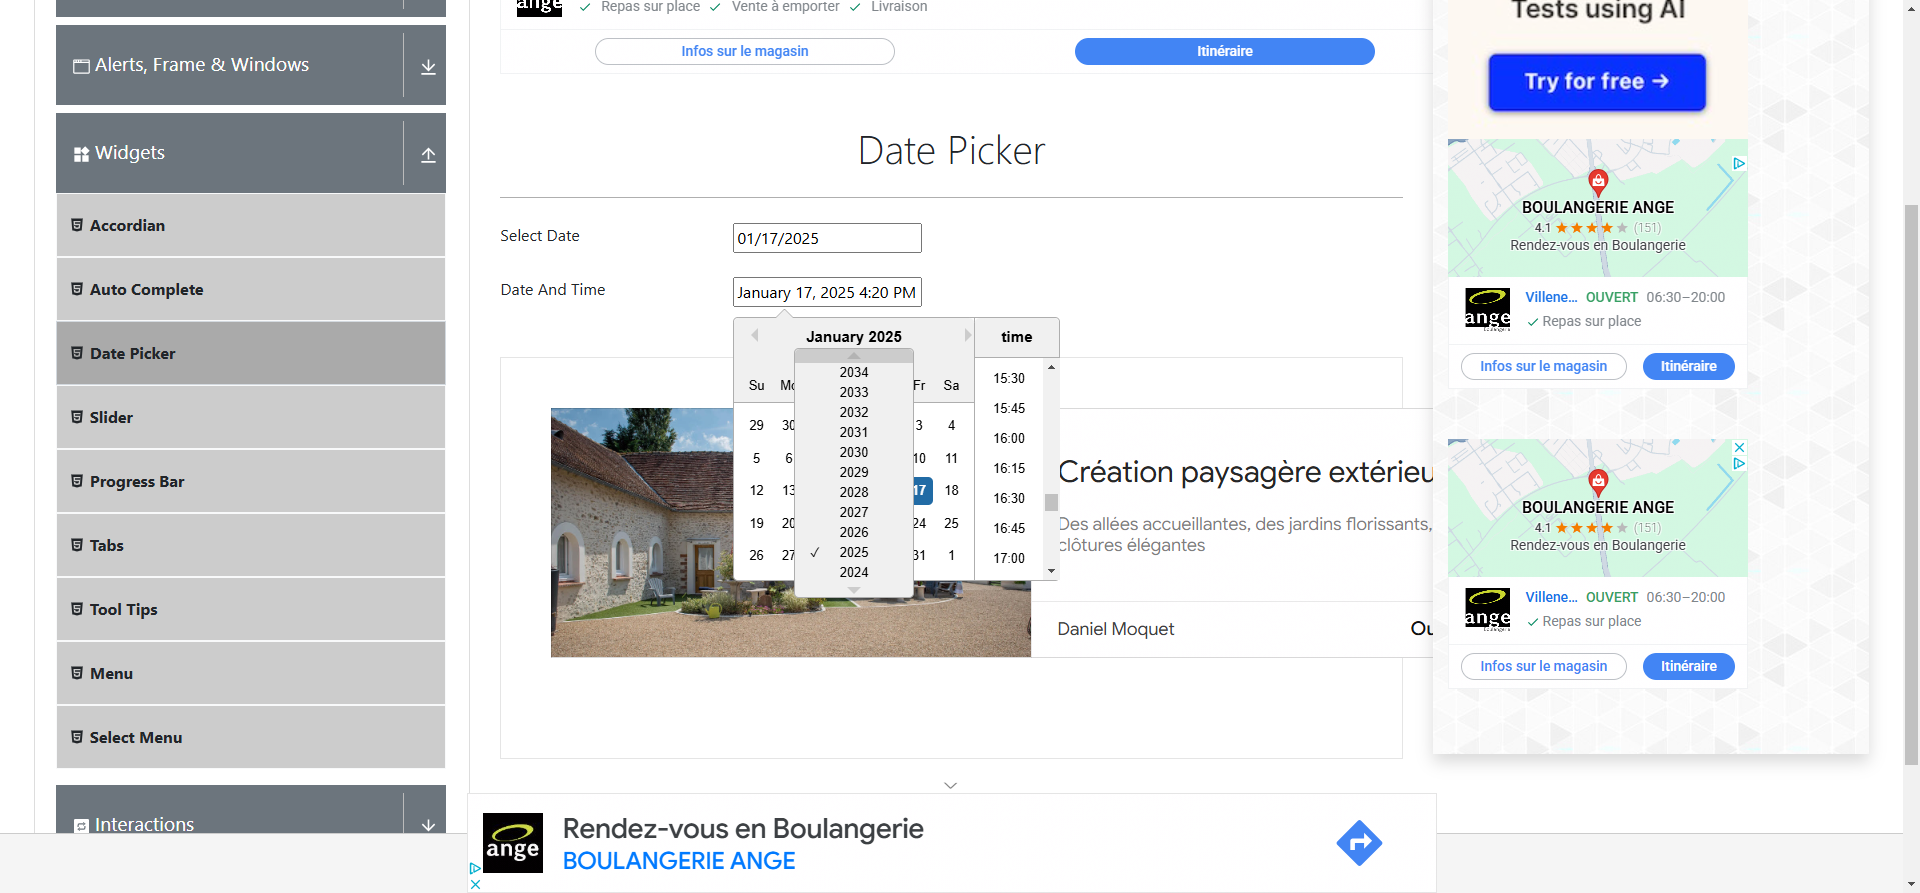 ange
Repas sur place
Vente à emporter
Livraison
Infos sur le magasin
Itinéraire
Tests using AI
Try for free →
Alerts, Frame & Windows
Widgets
Accordian
Auto Complete
Date Picker
Slider
Progress Bar
Tabs
Tool Tips
Menu
Select Menu
Interactions
Date Picker
Select Date
01/17/2025
Date And Time
January 17, 2025 4:20 PM
January 2025
time
2034
2033
2032
2031
2030
2029
2028
2027
2026
✓ 2025
2024
Su Mo Fr Sa
29 30 3 4
5 6 10 11
12 13 17 18
19 20 24 25
26 27 31 1
15:30
15:45
16:00
16:15
16:30
16:45
17:00
Création paysagère extérieu
Des allées accueillantes, des jardins florissants,
clôtures élégantes
Daniel Moquet
Ou
BOULANGERIE ANGE
4.1 (151)
Rendez-vous en Boulangerie
ange
Villene... OUVERT 06:30–20:00
Repas sur place
Infos sur le magasin
Itinéraire
BOULANGERIE ANGE
4.1 (151)
Rendez-vous en Boulangerie
ange
Villene... OUVERT 06:30–20:00
Repas sur place
Infos sur le magasin
Itinéraire
ange
Rendez-vous en Boulangerie
BOULANGERIE ANGE